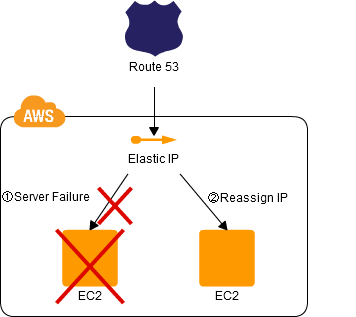 Route 53
AWS
Elastic IP
①Server Failure
②Reassign IP
EC2
EC2